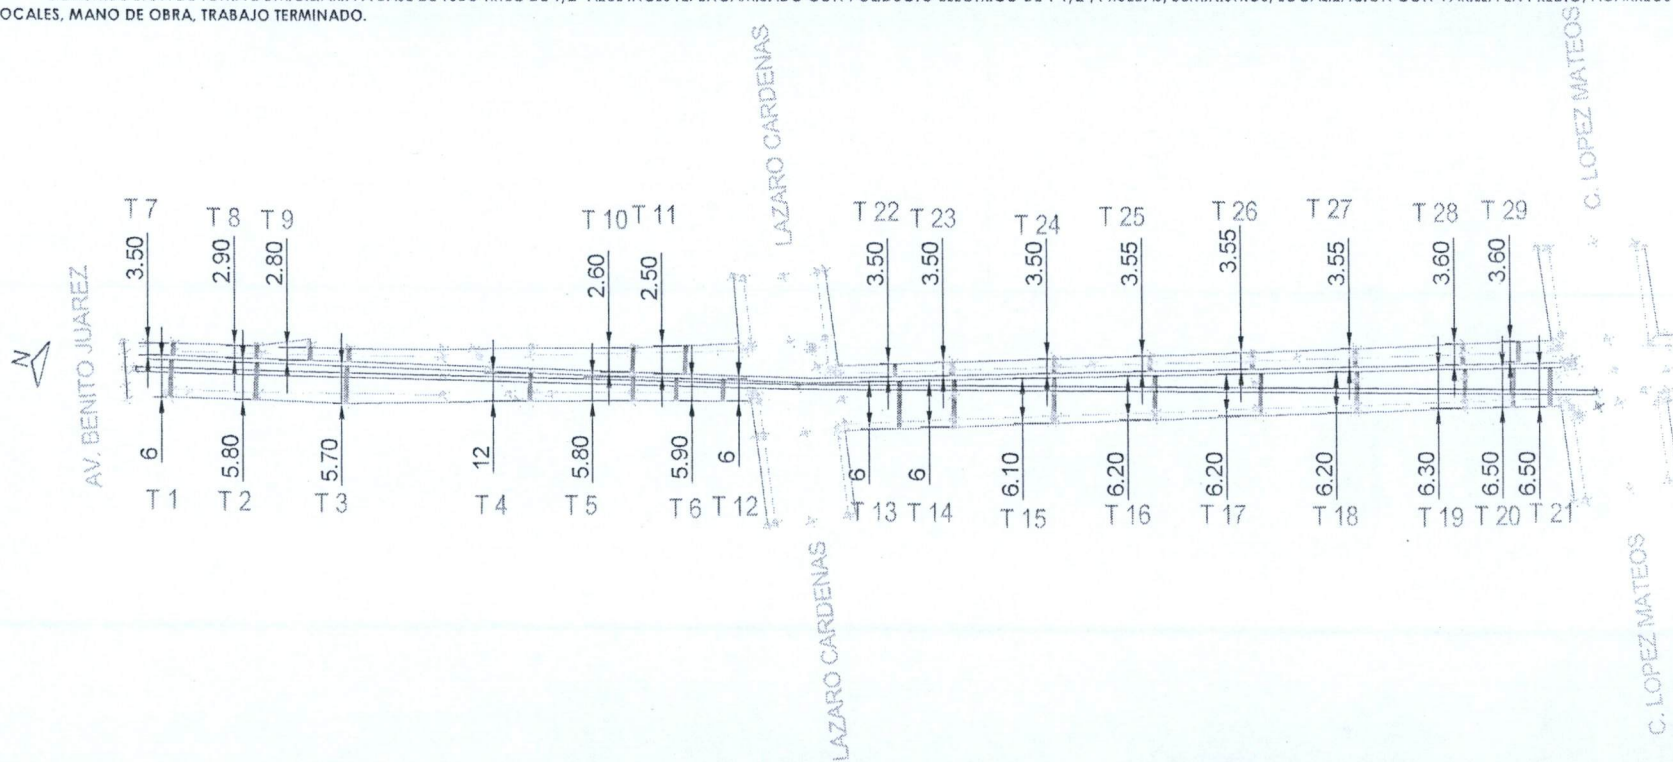 OCALES, MANO DE OBRA, TRABAJO TERMINADO.
LAZARO CARDENAS
C. LOPEZ MATEOS
T 7
T 8
T 9
T 10
T 11
T 22
T 23
T 24
T 25
T 26
T 27
T 28
T 29
3.50
2.90
2.80
2.60
2.50
3.50
3.50
3.50
3.55
3.55
3.55
3.60
3.60
N
AV. BENITO JUAREZ
6
5.80
5.70
12
5.80
5.90
6
6
6
6.10
6.20
6.20
6.20
6.30
6.50
6.50
T 1
T 2
T 3
T 4
T 5
T 6
T 12
T 13
T 14
T 15
T 16
T 17
T 18
T 19
T 20
T 21
LAZARO CARDENAS
C. LOPEZ MATEOS